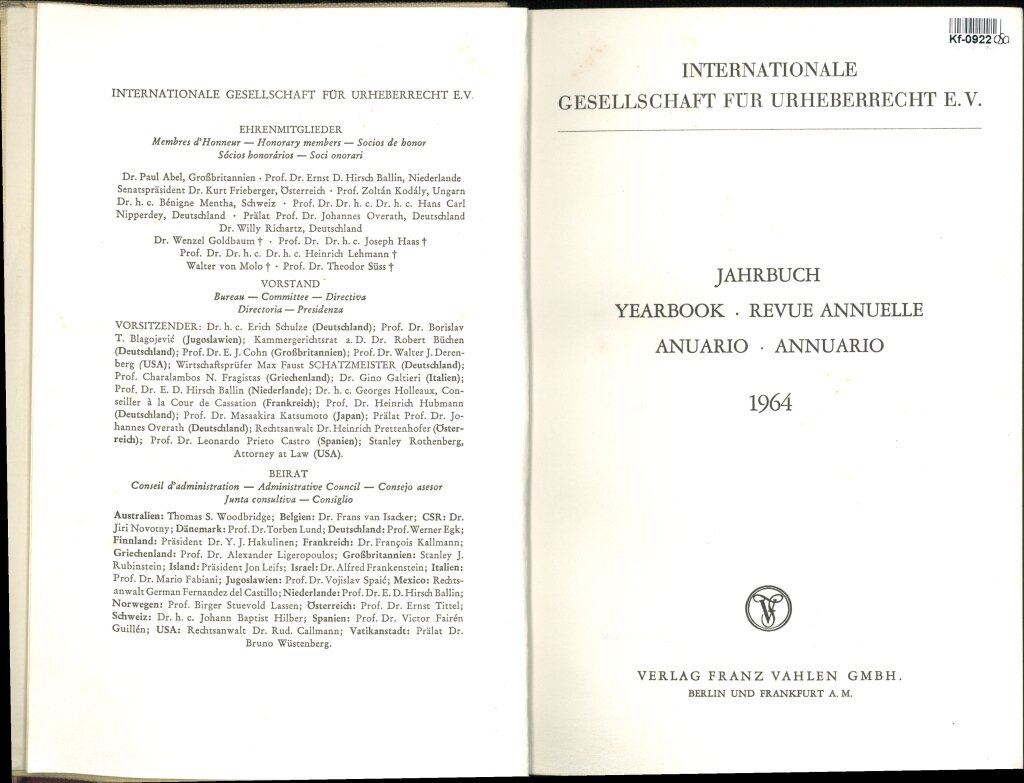 INTERNATIONALE GESELLSCHAFT FÜR URHEBERRECHT E.V.
EHRENMITGLIEDER
Membres d'Honneur — Honorary members — Socios de honor
Sócios honorários — Soci onorari
Dr. Paul Abel, Großbritannien · Prof. Dr. Ernst D. Hirsch Ballin, Niederlande
Senatspräsident Dr. Kurt Frieberger, Österreich · Prof. Zoltán Kodály, Ungarn
Dr. h. c. Bénigne Mentha, Schweiz · Prof. Dr. Dr. h. c. Dr. h. c. Hans Carl
Nipperdey, Deutschland · Prälat Prof. Dr. Johannes Overath, Deutschland
Dr. Willy Richartz, Deutschland
Dr. Wenzel Goldbaum † · Prof. Dr. Dr. h. c. Joseph Haas †
Prof. Dr. Dr. h. c. Dr. h. c. Heinrich Lehmann †
Walter von Molo † · Prof. Dr. Theodor Süss †
VORSTAND
Bureau — Committee — Directiva
Directoria — Presidenza
VORSITZENDER: Dr. h. c. Erich Schulze (Deutschland); Prof. Dr. Borislav
T. Blagojević (Jugoslawien); Kammergerichtsrat a. D. Dr. Robert Büchen
(Deutschland); Prof. Dr. E. J. Cohn (Großbritannien); Prof. Dr. Walter J. Deren-
berg (USA); Wirtschaftsprüfer Max Faust SCHATZMEISTER (Deutschland);
Prof. Charalambos N. Fragistas (Griechenland); Dr. Gino Galtieri (Italien);
Prof. Dr. E. D. Hirsch Ballin (Niederlande); Dr. h. c. Georges Holleaux, Con-
seiller à la Cour de Cassation (Frankreich); Prof. Dr. Heinrich Hubmann
(Deutschland); Prof. Dr. Masaakira Katsumoto (Japan); Prälat Prof. Dr. Jo-
hannes Overath (Deutschland); Rechtsanwalt Dr. Heinrich Prettenhofer (Öster-
reich); Prof. Dr. Leonardo Prieto Castro (Spanien); Stanley Rothenberg,
Attorney at Law (USA).
BEIRAT
Conseil d'administration — Administrative Council — Consejo asesor
Junta consultiva — Consiglio
Australien: Thomas S. Woodbridge; Belgien: Dr. Frans van Isacker; CSR: Dr.
Jiri Novotny; Dänemark: Prof. Dr. Torben Lund; Deutschland: Prof. Werner Egk;
Finnland: Präsident Dr. Y. J. Hakulinen; Frankreich: Dr. François Kallmann;
Griechenland: Prof. Dr. Alexander Ligeropoulos; Großbritannien: Stanley J.
Rubinstein; Island: Präsident Jon Leifs; Israel: Dr. Alfred Frankenstein; Italien:
Prof. Dr. Mario Fabiani; Jugoslawien: Prof. Dr. Vojislav Spaić; Mexico: Rechts-
anwalt German Fernandez del Castillo; Niederlande: Prof. Dr. E. D. Hirsch Ballin;
Norwegen: Prof. Birger Stuevold Lassen; Österreich: Prof. Dr. Ernst Tittel;
Schweiz: Dr. h. c. Johann Baptist Hilber; Spanien: Prof. Dr. Victor Fairén
Guillén; USA: Rechtsanwalt Dr. Rud. Callmann; Vatikanstadt: Prälat Dr.
Bruno Wüstenberg.
Kf-0922
INTERNATIONALE
GESELLSCHAFT FÜR URHEBERRECHT E.V.
JAHRBUCH
YEARBOOK · REVUE ANNUELLE
ANUARIO · ANNUARIO
1964
VERLAG FRANZ VAHLEN GMBH.
BERLIN UND FRANKFURT A. M.